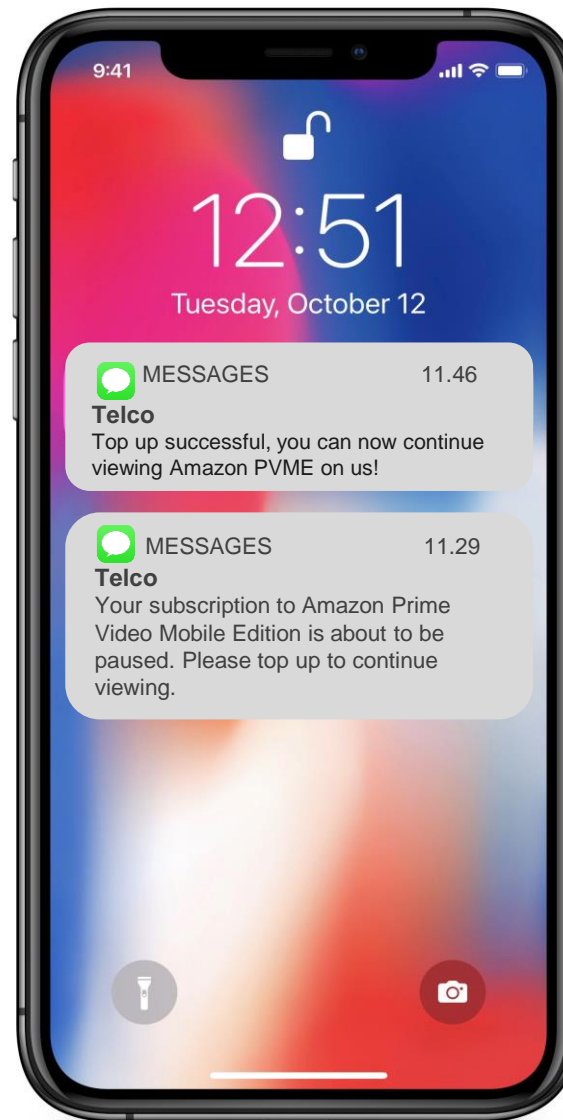 9:41
12:51
Tuesday, October 12
MESSAGES 11.46
Telco
Top up successful, you can now continue
viewing Amazon PVME on us!
MESSAGES 11.29
Telco
Your subscription to Amazon Prime
Video Mobile Edition is about to be
paused. Please top up to continue
viewing.